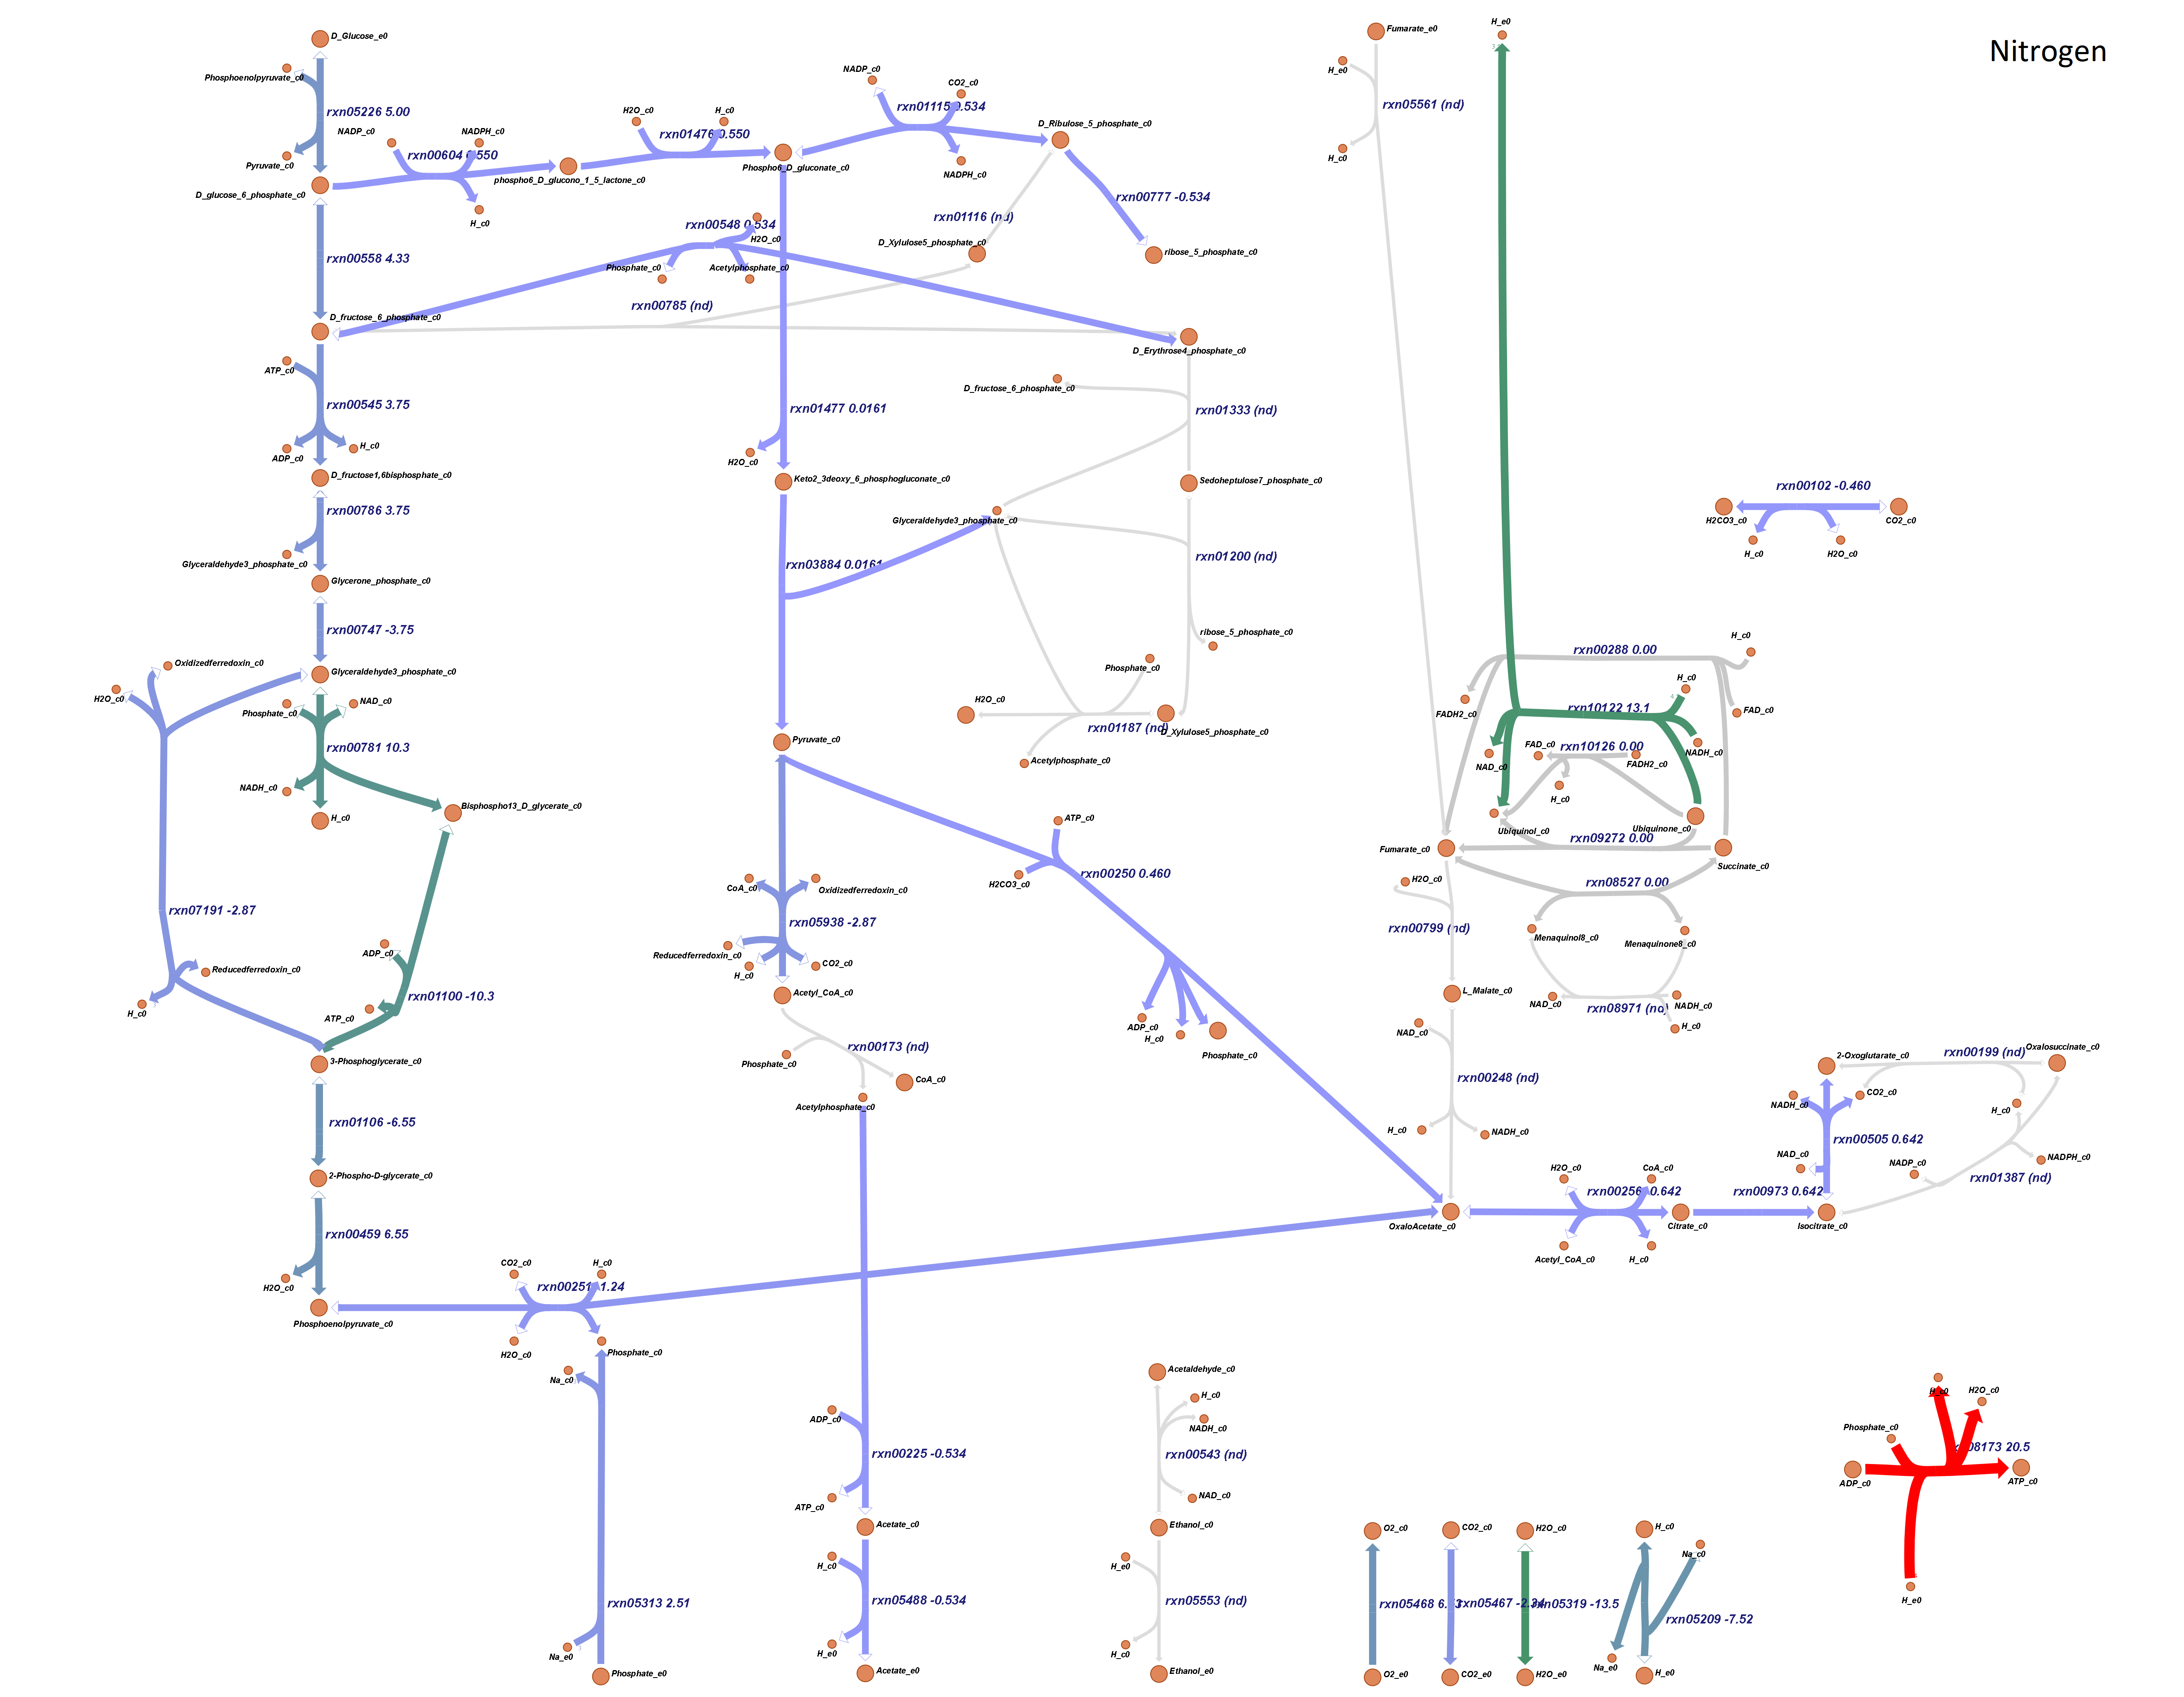 Nitrogen
D_Glucose_e0
Phosphoenolpyruvate_c0
rxn05226 5.00
Pyruvate_c0
D_glucose_6_phosphate_c0
NADP_c0
NADPH_c0
rxn00604 0.550
H_c0
phospho6_D_glucono_1_5_lactone_c0
H2O_c0
H_c0
rxn01476 0.550
Phospho6_D_gluconate_c0
NADP_c0
CO2_c0
rxn01115 0.534
NADPH_c0
D_Ribulose_5_phosphate_c0
rxn00777 -0.534
ribose_5_phosphate_c0
rxn01116 (nd)
D_Xylulose5_phosphate_c0
rxn00548 0.534
H2O_c0
Phosphate_c0
Acetylphosphate_c0
rxn00785 (nd)
rxn00558 4.33
D_fructose_6_phosphate_c0
ATP_c0
rxn00545 3.75
ADP_c0
H_c0
D_fructose1,6bisphosphate_c0
rxn00786 3.75
Glyceraldehyde3_phosphate_c0
Glycerone_phosphate_c0
rxn00747 -3.75
Glyceraldehyde3_phosphate_c0
Oxidizedferredoxin_c0
H2O_c0
Phosphate_c0
NAD_c0
rxn00781 10.3
NADH_c0
H_c0
Bisphospho13_D_glycerate_c0
rxn07191 -2.87
Reducedferredoxin_c0
H_c0
ADP_c0
rxn01100 -10.3
ATP_c0
3-Phosphoglycerate_c0
rxn01106 -6.55
2-Phospho-D-glycerate_c0
rxn00459 6.55
H2O_c0
Phosphoenolpyruvate_c0
CO2_c0
H_c0
rxn00251 -1.24
H2O_c0
Phosphate_c0
Na_c0
rxn05313 2.51
Na_e0
Phosphate_e0
D_Erythrose4_phosphate_c0
D_fructose_6_phosphate_c0
rxn01333 (nd)
rxn01477 0.0161
H2O_c0
Keto2_3deoxy_6_phosphogluconate_c0
Sedoheptulose7_phosphate_c0
Glyceraldehyde3_phosphate_c0
rxn03884 0.0161
rxn01200 (nd)
ribose_5_phosphate_c0
Phosphate_c0
H2O_c0
rxn01187 (nd)
D_Xylulose5_phosphate_c0
Acetylphosphate_c0
Pyruvate_c0
ATP_c0
H2CO3_c0
rxn00250 0.460
CoA_c0
Oxidizedferredoxin_c0
rxn05938 -2.87
Reducedferredoxin_c0
H_c0
CO2_c0
Acetyl_CoA_c0
ADP_c0
H_c0
Phosphate_c0
rxn00173 (nd)
Phosphate_c0
CoA_c0
Acetylphosphate_c0
ADP_c0
rxn00225 -0.534
ATP_c0
Acetate_c0
H_c0
rxn05488 -0.534
H_e0
Acetate_e0
Acetaldehyde_c0
H_c0
NADH_c0
rxn00543 (nd)
NAD_c0
Ethanol_c0
H_e0
rxn05553 (nd)
H_c0
Ethanol_e0
Fumarate_e0
H_e0
rxn05561 (nd)
H_c0
H_e0
rxn00102 -0.460
H2CO3_c0
CO2_c0
H_c0
H2O_c0
H_c0
rxn00288 0.00
FADH2_c0
FAD_c0
H_c0
4
rxn10122 13.1
NAD_c0
NADH_c0
FAD_c0
rxn10126 0.00
FADH2_c0
H_c0
Ubiquinol_c0
Ubiquinone_c0
rxn09272 0.00
Fumarate_c0
Succinate_c0
rxn08527 0.00
H2O_c0
rxn00799 (nd)
Menaquinol8_c0
Menaquinone8_c0
NAD_c0
rxn08971 (nd)
NADH_c0
H_c0
L_Malate_c0
NAD_c0
rxn00248 (nd)
H_c0
NADH_c0
OxaloAcetate_c0
H2O_c0
CoA_c0
rxn00256 -0.642
Acetyl_CoA_c0
H_c0
Citrate_c0
rxn00973 0.642
Isocitrate_c0
2-Oxoglutarate_c0
NADH_c0
CO2_c0
rxn00505 0.642
NAD_c0
rxn00199 (nd)
Oxalosuccinate_c0
H_c0
NADPH_c0
NADP_c0
rxn01387 (nd)
H_c0
H2O_c0
Phosphate_c0
20.5
ADP_c0
ATP_c0
H_e0
O2_c0
CO2_c0
H2O_c0
H_c0
Na_c0
rxn05468
rxn05467
rxn05319 -13.5
rxn05209 -7.52
O2_e0
CO2_e0
H2O_e0
Na_e0
H_e0